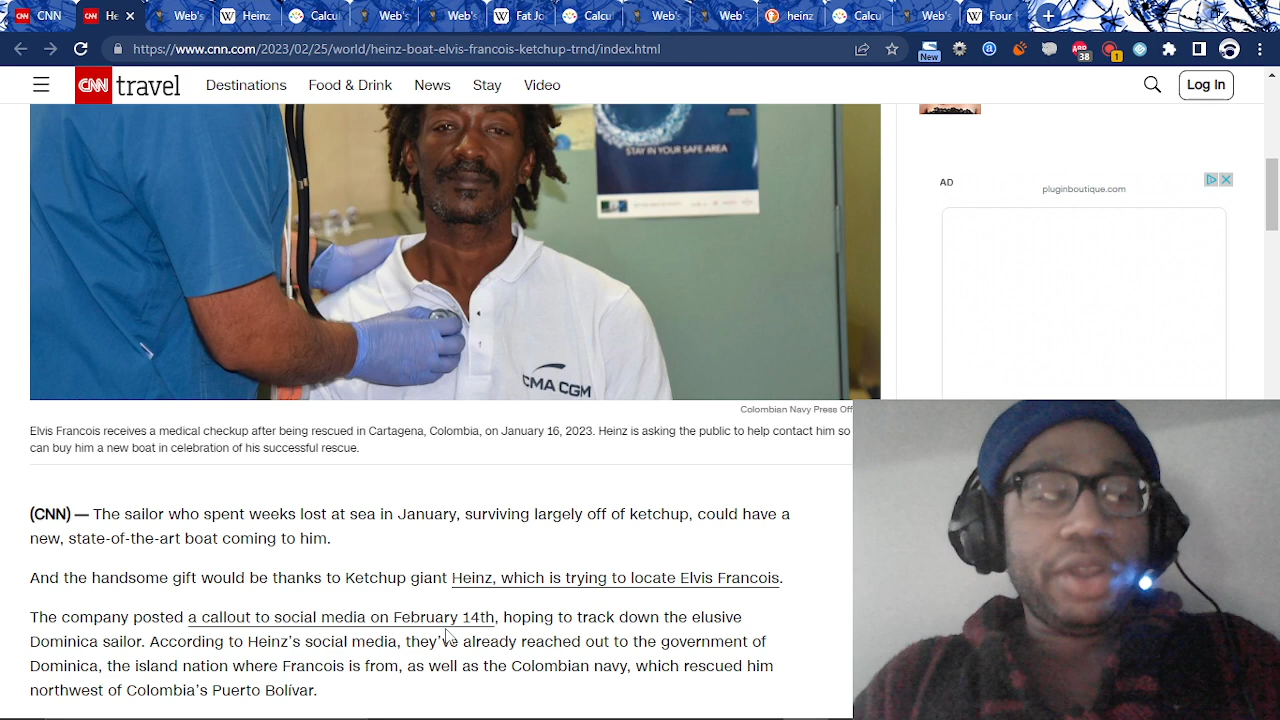 CNN
He
Web's
Heinz
Calcul
Web's
Web's
Fat Jo
Calcul
Web's
Web's
heinz
Calcul
Web's
Four
https://www.cnn.com/2023/02/25/world/heinz-boat-elvis-francois-ketchup-trnd/index.html
New
38
1
CNN travel
Destinations
Food & Drink
News
Stay
Video
Log In
STAY IN YOUR SAFE AREA
CMA CGM
AD
pluginboutique.com
Colombian Navy Press Off
Elvis Francois receives a medical checkup after being rescued in Cartagena, Colombia, on January 16, 2023. Heinz is asking the public to help contact him so
can buy him a new boat in celebration of his successful rescue.
(CNN) — The sailor who spent weeks lost at sea in January, surviving largely off of ketchup, could have a
new, state-of-the-art boat coming to him.
And the handsome gift would be thanks to Ketchup giant Heinz, which is trying to locate Elvis Francois.
The company posted a callout to social media on February 14th, hoping to track down the elusive
Dominica sailor. According to Heinz's social media, they've already reached out to the government of
Dominica, the island nation where Francois is from, as well as the Colombian navy, which rescued him
northwest of Colombia's Puerto Bolívar.